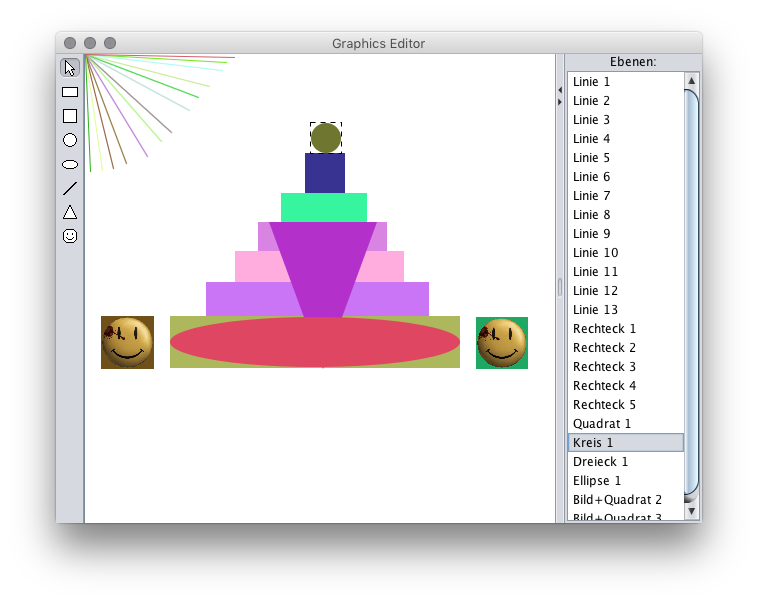 Graphics Editor
Ebenen:
Linie 1
Linie 2
Linie 3
Linie 4
Linie 5
Linie 6
Linie 7
Linie 8
Linie 9
Linie 10
Linie 11
Linie 12
Linie 13
Rechteck 1
Rechteck 2
Rechteck 3
Rechteck 4
Rechteck 5
Quadrat 1
Kreis 1
Dreieck 1
Ellipse 1
Bild+Quadrat 2
Bild+Quadrat 3